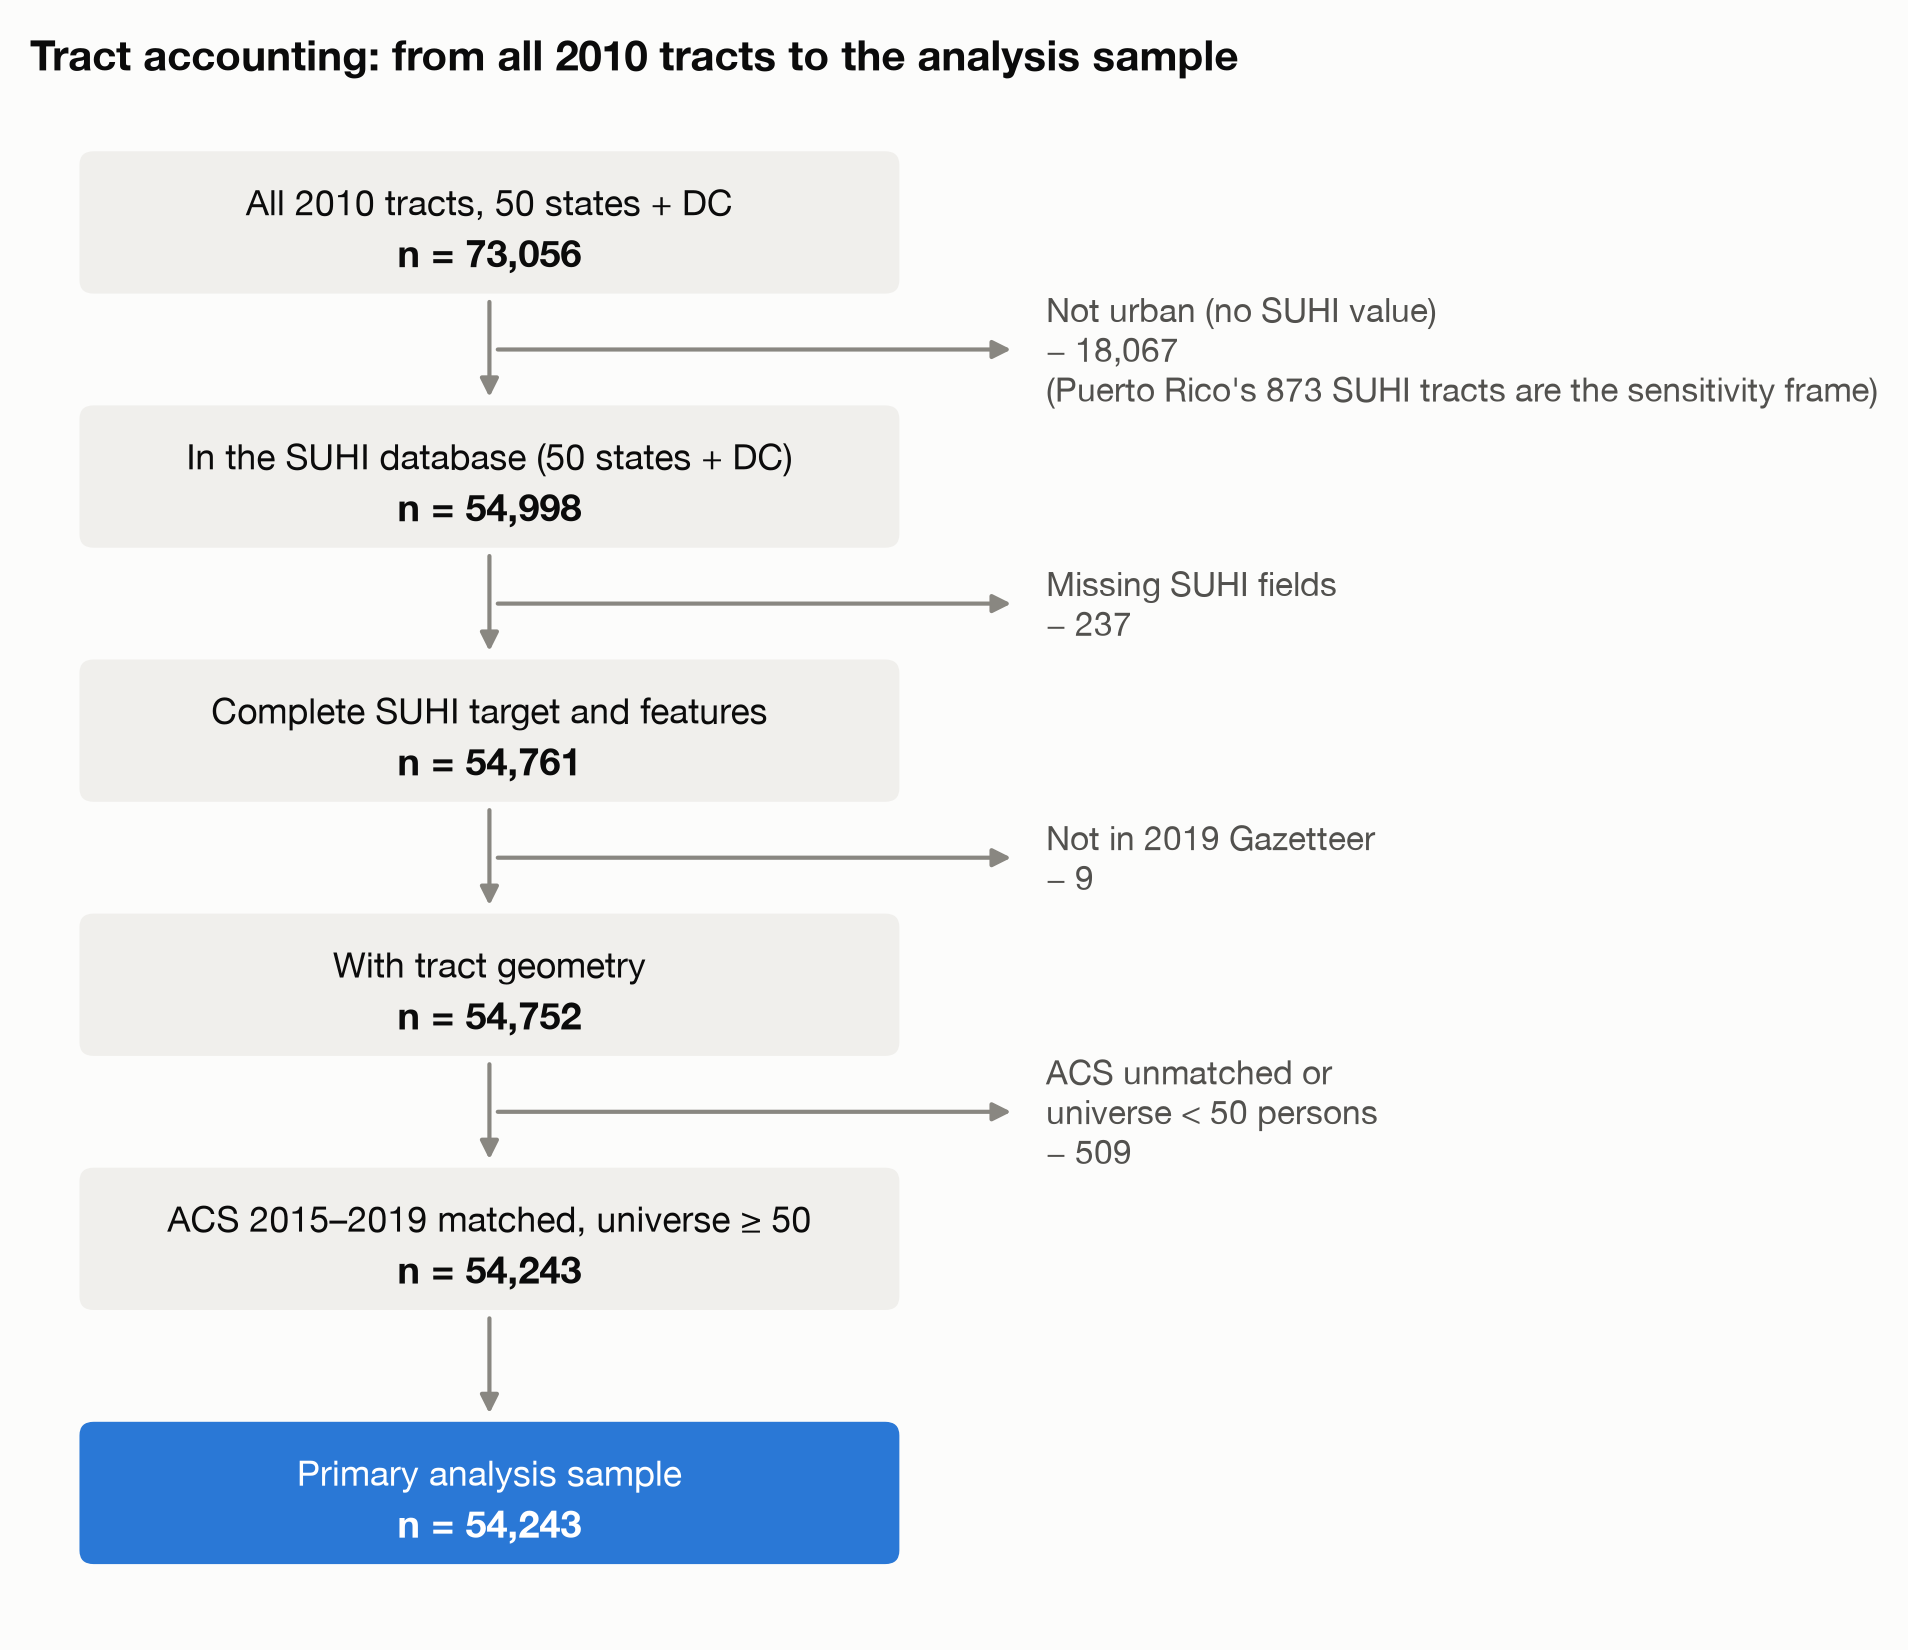 Tract accounting: from all 2010 tracts to the analysis sample
All 2010 tracts, 50 states + DC
n = 73,056
Not urban (no SUHI value)
− 18,067
(Puerto Rico's 873 SUHI tracts are the sensitivity frame)
In the SUHI database (50 states + DC)
n = 54,998
Missing SUHI fields
− 237
Complete SUHI target and features
n = 54,761
Not in 2019 Gazetteer
− 9
With tract geometry
n = 54,752
ACS unmatched or
universe < 50 persons
− 509
ACS 2015–2019 matched, universe ≥ 50
n = 54,243
Primary analysis sample
n = 54,243